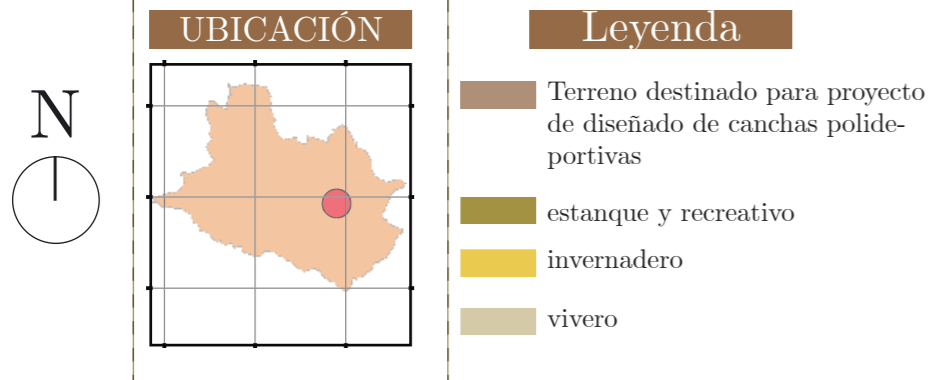 N
UBICACIÓN
Leyenda
Terreno destinado para proyecto
de diseñado de canchas polide-
portivas
estanque y recreativo
invernadero
vivero